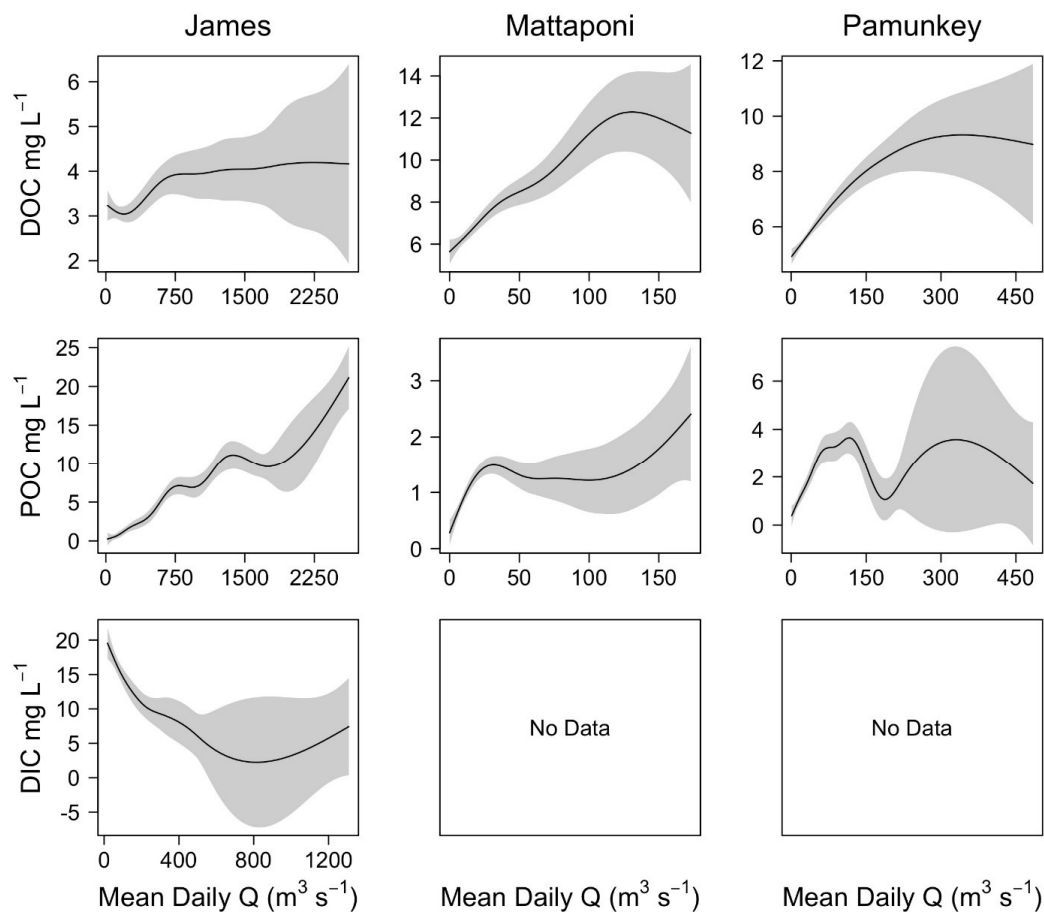 James Mattaponi Pamunkey
DOC mg L⁻¹
6
5
4
3
2
0 750 1500 2250
14
12
10
8
6
0 50 100 150
12
10
8
6
0 150 300 450
POC mg L⁻¹
25
20
15
10
5
0
0 750 1500 2250
3
2
1
0
0 50 100 150
6
4
2
0
0 150 300 450
DIC mg L⁻¹
20
15
10
5
0
-5
0 400 800 1200
No Data
No Data
Mean Daily Q (m³ s⁻¹) Mean Daily Q (m³ s⁻¹) Mean Daily Q (m³ s⁻¹)